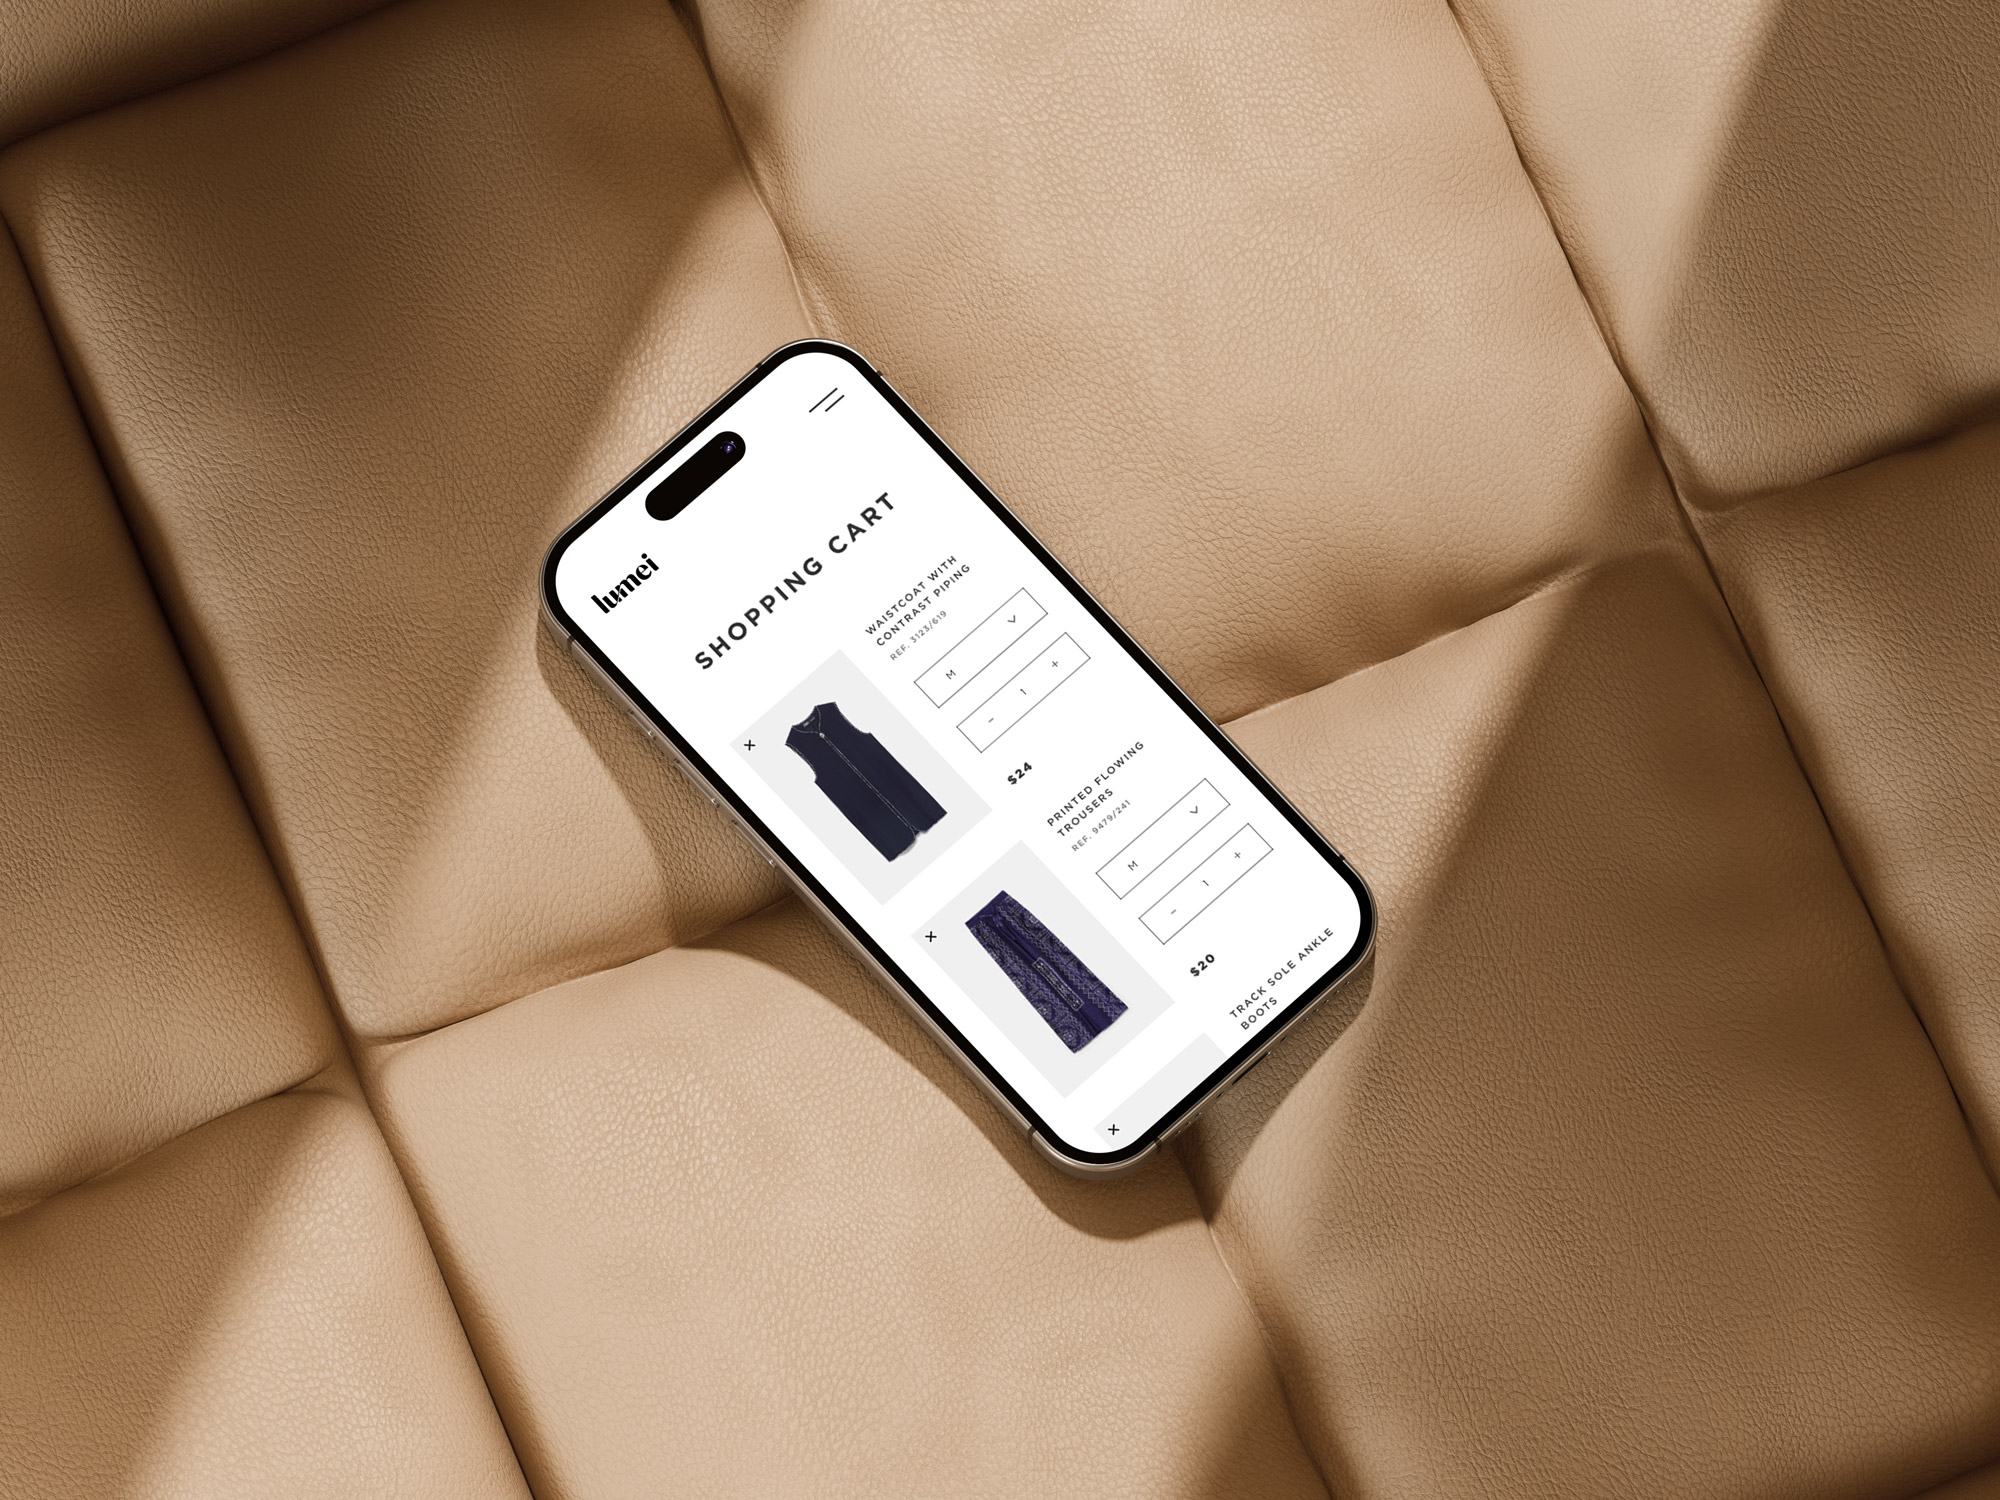 lumei
SHOPPING CART
WAISTCOAT WITH
CONTRAST PIPING
REF. 3123/619
M
- 1 +
$24
PRINTED FLOWING
TROUSERS
REF. 9479/241
M
- 1 +
$20
TRACK SOLE ANKLE
BOOTS